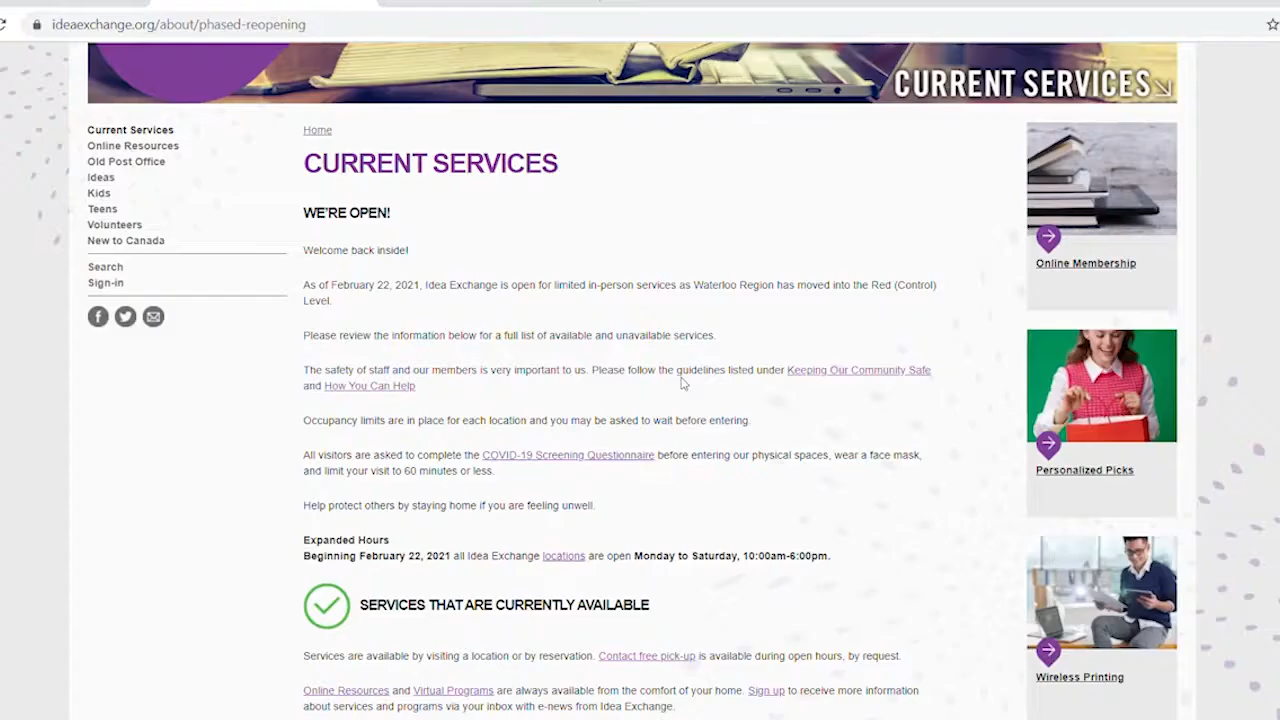 ideaexchange.org/about/phased-reopening
CURRENT SERVICES
Current Services
Online Resources
Old Post Office
Ideas
Kids
Teens
Volunteers
New to Canada
Search
Sign-in
Home
CURRENT SERVICES
WE'RE OPEN!
Welcome back inside!
As of February 22, 2021, Idea Exchange is open for limited in-person services as Waterloo Region has moved into the Red (Control)
Level.
Please review the information below for a full list of available and unavailable services.
The safety of staff and our members is very important to us. Please follow the guidelines listed under Keeping Our Community Safe
and How You Can Help
Occupancy limits are in place for each location and you may be asked to wait before entering.
All visitors are asked to complete the COVID-19 Screening Questionnaire before entering our physical spaces, wear a face mask,
and limit your visit to 60 minutes or less.
Help protect others by staying home if you are feeling unwell.
Expanded Hours
Beginning February 22, 2021 all Idea Exchange locations are open Monday to Saturday, 10:00am-6:00pm.
SERVICES THAT ARE CURRENTLY AVAILABLE
Services are available by visiting a location or by reservation. Contact free pick-up is available during open hours, by request.
Online Resources and Virtual Programs are always available from the comfort of your home. Sign up to receive more information
about services and programs via your inbox with e-news from Idea Exchange.
Online Membership
Personalized Picks
Wireless Printing